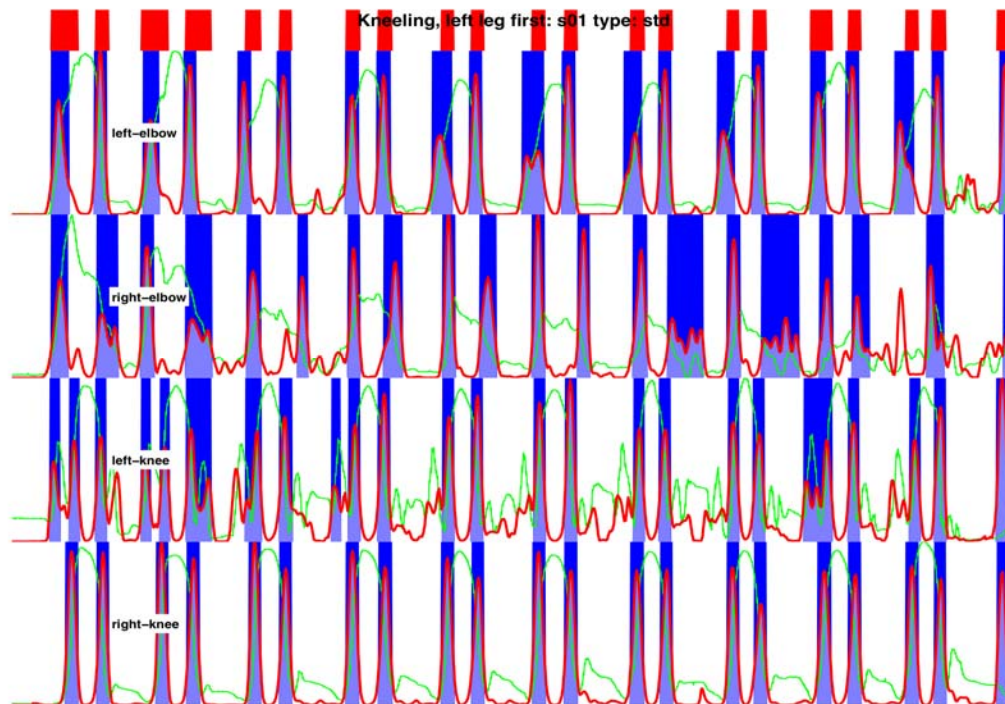 Kneeling, left leg first: s01 type: std
left−elbow
right−elbow
left−knee
right−knee